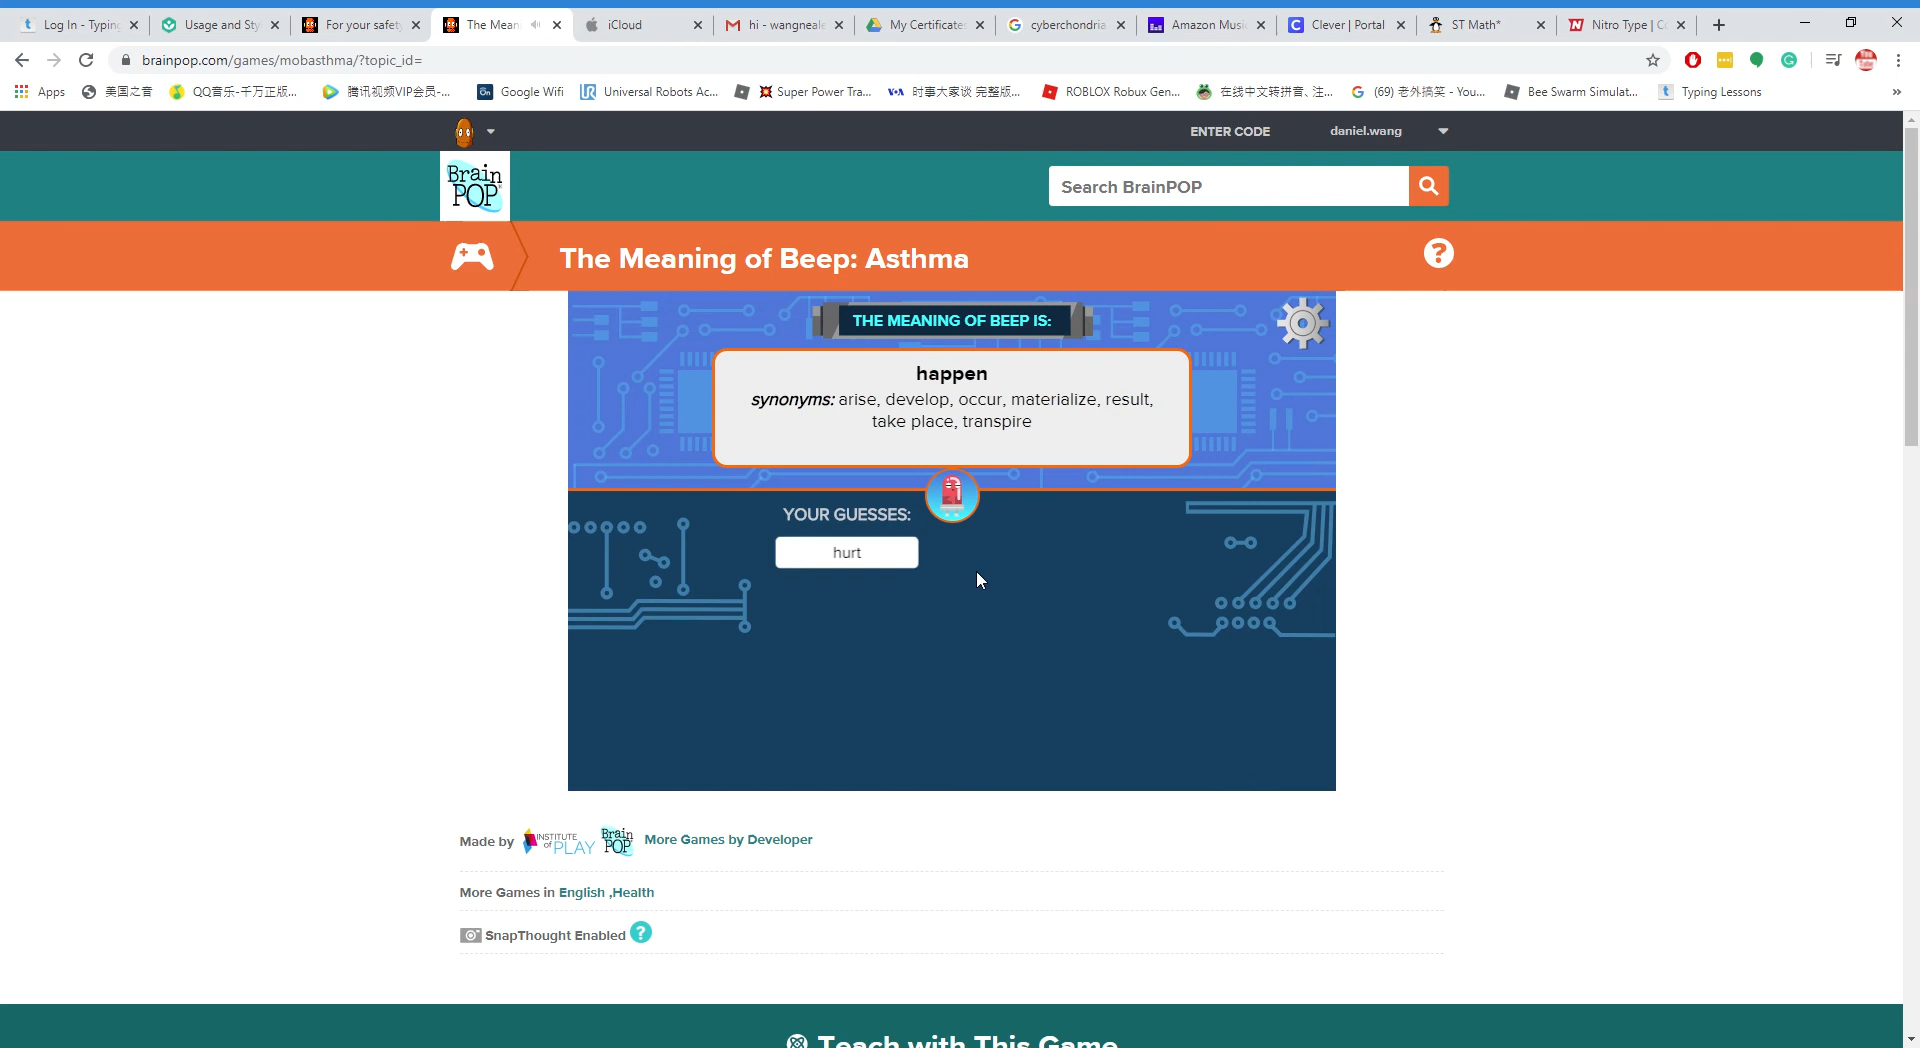 Log In - Typing
Usage and Sty
For your safety
The Mean
iCloud
hi - wangneale
My Certificates
cyberchondria
Amazon Music
Clever | Portal
ST Math*
Nitro Type | Co
brainpop.com/games/mobasthma/?topic_id=
Apps
美国之音
QQ音乐-千万正版...
腾讯视频VIP会员-...
Google Wifi
Universal Robots Ac...
Super Power Tra...
时事大家谈 完整版...
ROBLOX Robux Gen...
在线中文转拼音、注...
(69) 老外搞笑 - You...
Bee Swarm Simulat...
Typing Lessons
ENTER CODE
daniel.wang
Brain
POP
Search BrainPOP
The Meaning of Beep: Asthma
THE MEANING OF BEEP IS:
happen
synonyms: arise, develop, occur, materialize, result,
take place, transpire
YOUR GUESSES:
hurt
Made by
INSTITUTE
of PLAY
Brain
POP
More Games by Developer
More Games in English ,Health
SnapThought Enabled
Teach with This Game